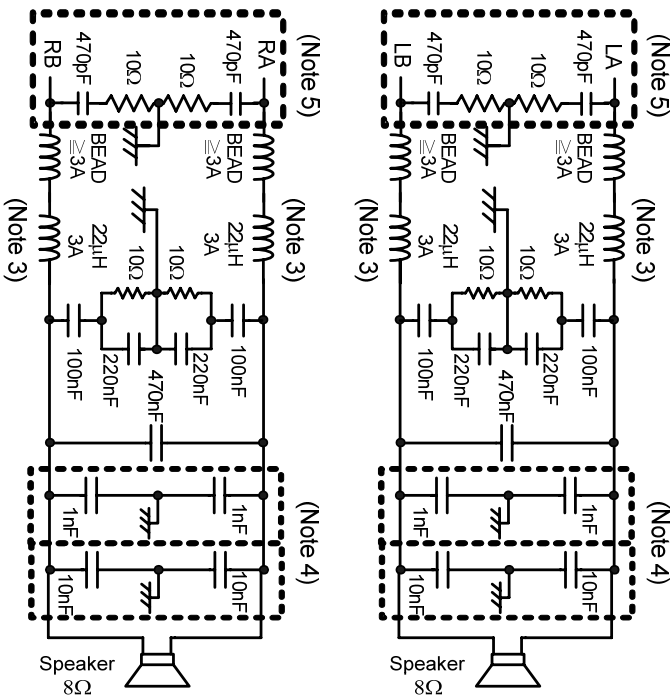 (Note 5)
LA
470pF
10Ω
10Ω
470pF
LB
BEAD
≧3A
22µH
3A
(Note 3)
BEAD
≧3A
22µH
3A
(Note 3)
10Ω
10Ω
100nF
220nF
470nF
220nF
100nF
(Note 4)
1nF
1nF
10nF
10nF
Speaker
8Ω
(Note 5)
RA
470pF
10Ω
10Ω
470pF
RB
BEAD
≧3A
22µH
3A
(Note 3)
BEAD
≧3A
22µH
3A
(Note 3)
10Ω
10Ω
100nF
220nF
470nF
220nF
100nF
(Note 4)
1nF
1nF
10nF
10nF
Speaker
8Ω